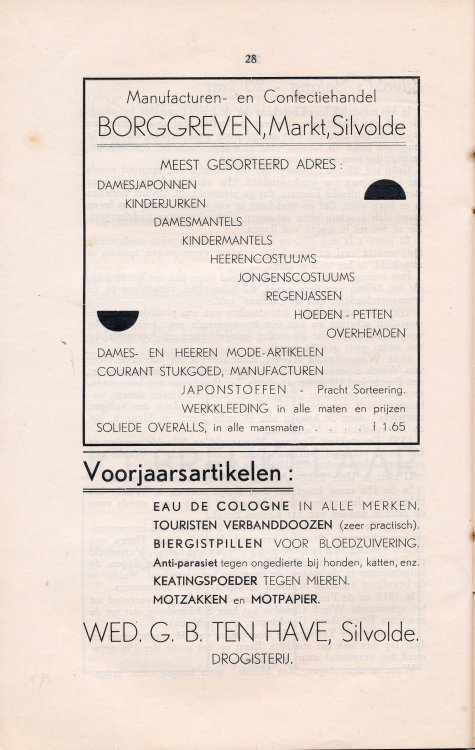 28
Manufacturen- en Confectiehandel
BORGGREVEN, Markt, Silvolde
MEEST GESORTEERD ADRES :
DAMESJAPONNEN
KINDERJURKEN
DAMESMANTELS
KINDERMANTELS
HEERENCOSTUUMS
JONGENSCOSTUUMS
REGENJASSEN
HOEDEN - PETTEN
OVERHEMDEN
DAMES- EN HEEREN MODE-ARTIKELEN
COURANT STUKGOED, MANUFACTUREN
JAPONSTOFFEN - Pracht Sorteering.
WERKKLEEDING in alle maten en prijzen
SOLIEDE OVERALLS, in alle mansmaten . . . f 1.65
Voorjaarsartikelen :
EAU DE COLOGNE IN ALLE MERKEN.
TOURISTEN VERBANDDOOZEN (zeer practisch).
BIERGISTPILLEN VOOR BLOEDZUIVERING.
Anti-parasiet tegen ongedierte bij honden, katten, enz.
KEATINGSPOEDER TEGEN MIEREN.
MOTZAKKEN en MOTPAPIER.
WED. G. B. TEN HAVE, Silvolde.
DROGISTERIJ.